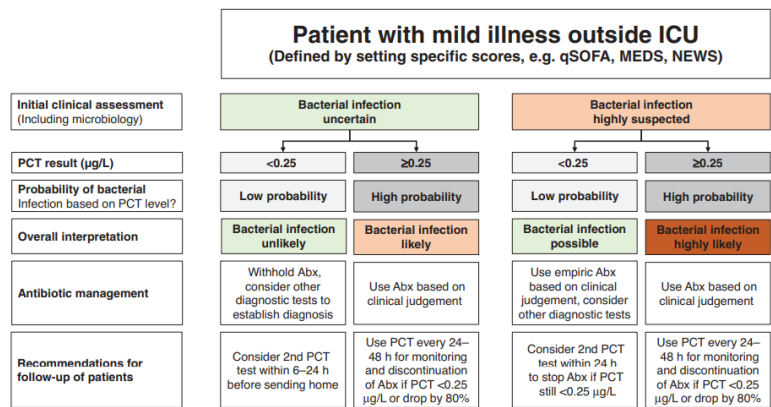 Patient with mild illness outside ICU
(Defined by setting specific scores, e.g. qSOFA, MEDS, NEWS)
Initial clinical assessment
(Including microbiology)
Bacterial infection
uncertain
Bacterial infection
highly suspected
PCT result (µg/L)
<0.25
≥0.25
<0.25
≥0.25
Probability of bacterial
Infection based on PCT level?
Low probability
High probability
Low probability
High probability
Overall interpretation
Bacterial infection
unlikely
Bacterial infection
likely
Bacterial infection
possible
Bacterial infection
highly likely
Antibiotic management
Withhold Abx,
consider other
diagnostic tests to
establish diagnosis
Use Abx based on
clinical judgement
Use empiric Abx
based on clinical
judgement, consider
other diagnostic tests
Use Abx based on
clinical judgement
Recommendations for
follow-up of patients
Consider 2nd PCT
test within 6–24 h
before sending home
Use PCT every 24–
48 h for monitoring
and discontinuation
of Abx if PCT <0.25
µg/L or drop by 80%
Consider 2nd PCT
test within 24 h
to stop Abx if PCT
still <0.25 µg/L
Use PCT every 24–
48 h for monitoring
and discontinuation
of Abx if PCT <0.25
µg/L or drop by 80%